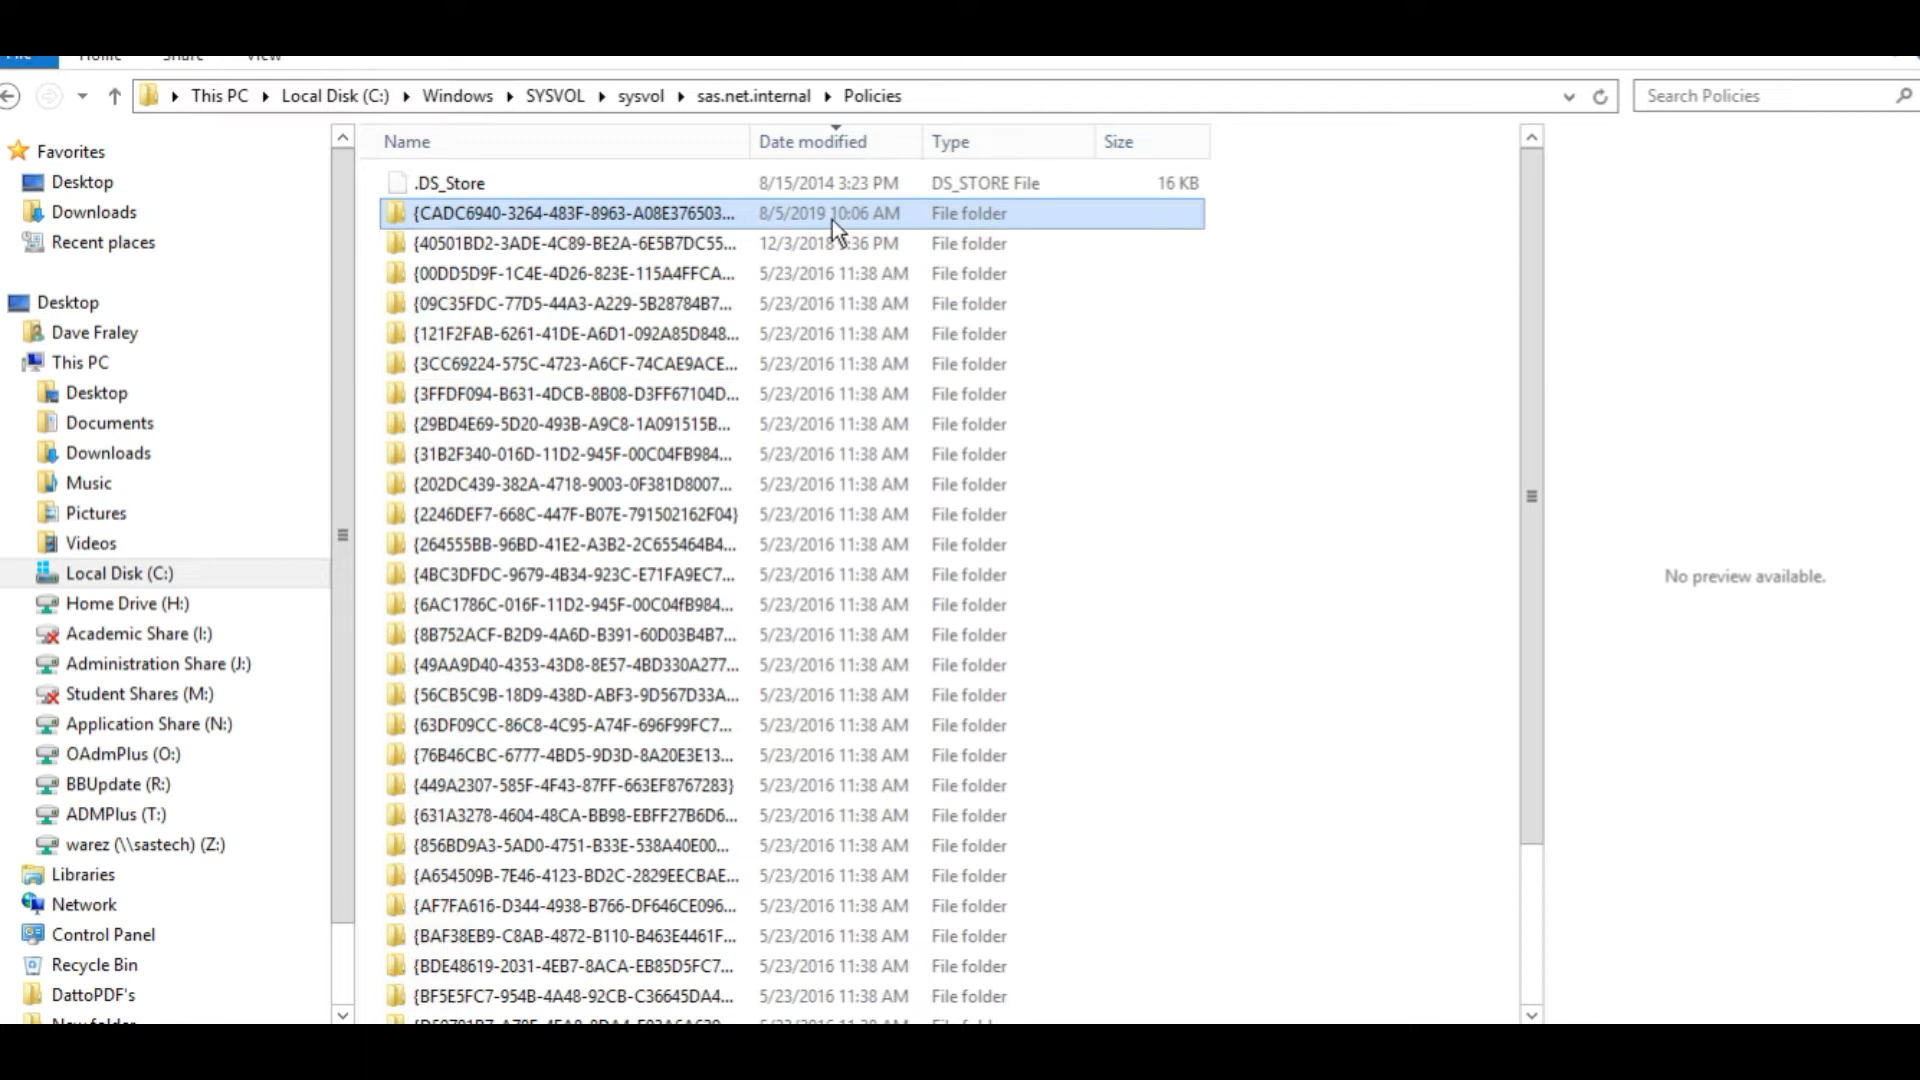 File Home Share View
This PC Local Disk (C:) Windows SYSVOL sysvol sas.net.internal Policies
Search Policies
Favorites
Desktop
Downloads
Recent places
Desktop
Dave Fraley
This PC
Desktop
Documents
Downloads
Music
Pictures
Videos
Local Disk (C:)
Home Drive (H:)
Academic Share (I:)
Administration Share (J:)
Student Shares (M:)
Application Share (N:)
OAdmPlus (O:)
BBUpdate (R:)
ADMPlus (T:)
warez (\\sastech) (Z:)
Libraries
Network
Control Panel
Recycle Bin
DattoPDF's
New folder
Name Date modified Type Size
.DS_Store 8/15/2014 3:23 PM DS_STORE File 16 KB
{CADC6940-3264-483F-8963-A08E376503... 8/5/2019 10:06 AM File folder
{40501BD2-3ADE-4C89-BE2A-6E5B7DC55... 12/3/2018 :36 PM File folder
{00DD5D9F-1C4E-4D26-823E-115A4FFCA... 5/23/2016 11:38 AM File folder
{09C35FDC-77D5-44A3-A229-5B28784B7... 5/23/2016 11:38 AM File folder
{121F2FAB-6261-41DE-A6D1-092A85D848... 5/23/2016 11:38 AM File folder
{3CC69224-575C-4723-A6CF-74CAE9ACE... 5/23/2016 11:38 AM File folder
{3FFDF094-B631-4DCB-8B08-D3FF67104D... 5/23/2016 11:38 AM File folder
{29BD4E69-5D20-493B-A9C8-1A091515B... 5/23/2016 11:38 AM File folder
{31B2F340-016D-11D2-945F-00C04FB984... 5/23/2016 11:38 AM File folder
{202DC439-382A-4718-9003-0F381D8007... 5/23/2016 11:38 AM File folder
{2246DEF7-668C-447F-B07E-791502162F04} 5/23/2016 11:38 AM File folder
{264555BB-96BD-41E2-A3B2-2C655464B4... 5/23/2016 11:38 AM File folder
{4BC3DFDC-9679-4B34-923C-E71FA9EC7... 5/23/2016 11:38 AM File folder
{6AC1786C-016F-11D2-945F-00C04fB984... 5/23/2016 11:38 AM File folder
{8B752ACF-B2D9-4A6D-B391-60D03B4B7... 5/23/2016 11:38 AM File folder
{49AA9D40-4353-43D8-8E57-4BD330A277... 5/23/2016 11:38 AM File folder
{56CB5C9B-18D9-438D-ABF3-9D567D33A... 5/23/2016 11:38 AM File folder
{63DF09CC-86C8-4C95-A74F-696F99FC7... 5/23/2016 11:38 AM File folder
{76B46CBC-6777-4BD5-9D3D-8A20E3E13... 5/23/2016 11:38 AM File folder
{449A2307-585F-4F43-87FF-663EF8767283} 5/23/2016 11:38 AM File folder
{631A3278-4604-48CA-BB98-EBFF27B6D6... 5/23/2016 11:38 AM File folder
{856BD9A3-5AD0-4751-B33E-538A40E00... 5/23/2016 11:38 AM File folder
{A654509B-7E46-4123-BD2C-2829EECBAE... 5/23/2016 11:38 AM File folder
{AF7FA616-D344-4938-B766-DF646CE096... 5/23/2016 11:38 AM File folder
{BAF38EB9-C8AB-4872-B110-B463E4461F... 5/23/2016 11:38 AM File folder
{BDE48619-2031-4EB7-8ACA-EB85D5FC7... 5/23/2016 11:38 AM File folder
{BF5E5FC7-954B-4A48-92CB-C36645DA4... 5/23/2016 11:38 AM File folder
No preview available.